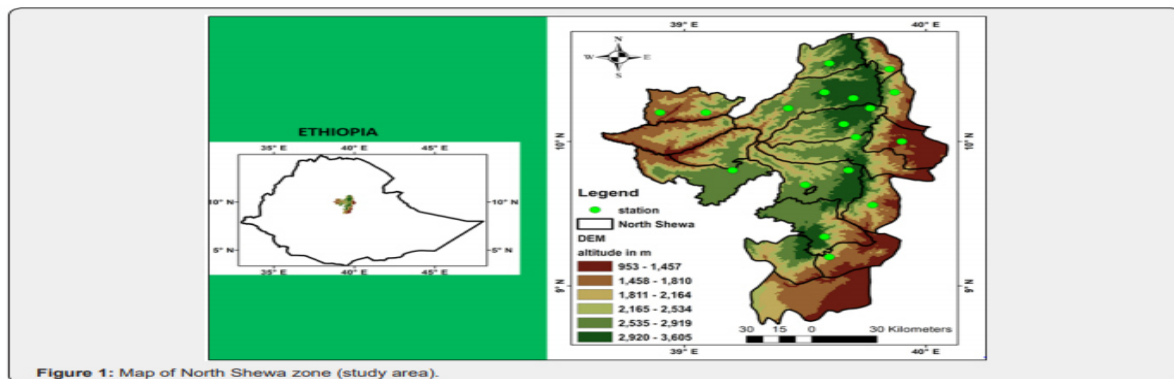 ETHIOPIA
35° E 40° E 45° E
10° N 10° N
5° N 5° N
35° E 40° E 45° E
39° E 40° E
N
W E
S
10° N 10° N
9° N 9° N
Legend
station
North Shewa
DEM
altitude in m
953 - 1,457
1,458 - 1,810
1,811 - 2,164
2,165 - 2,534
2,535 - 2,919
2,920 - 3,605
30 15 0 30 Kilometers
39° E 40° E
Figure 1: Map of North Shewa zone (study area).